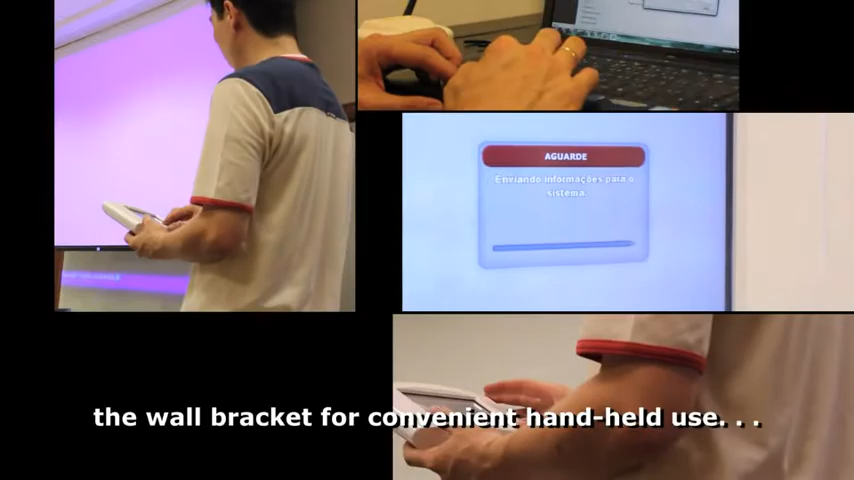 AGUARDE
Enviando informações para o
sistema.
the wall bracket for convenient hand-held use. . .